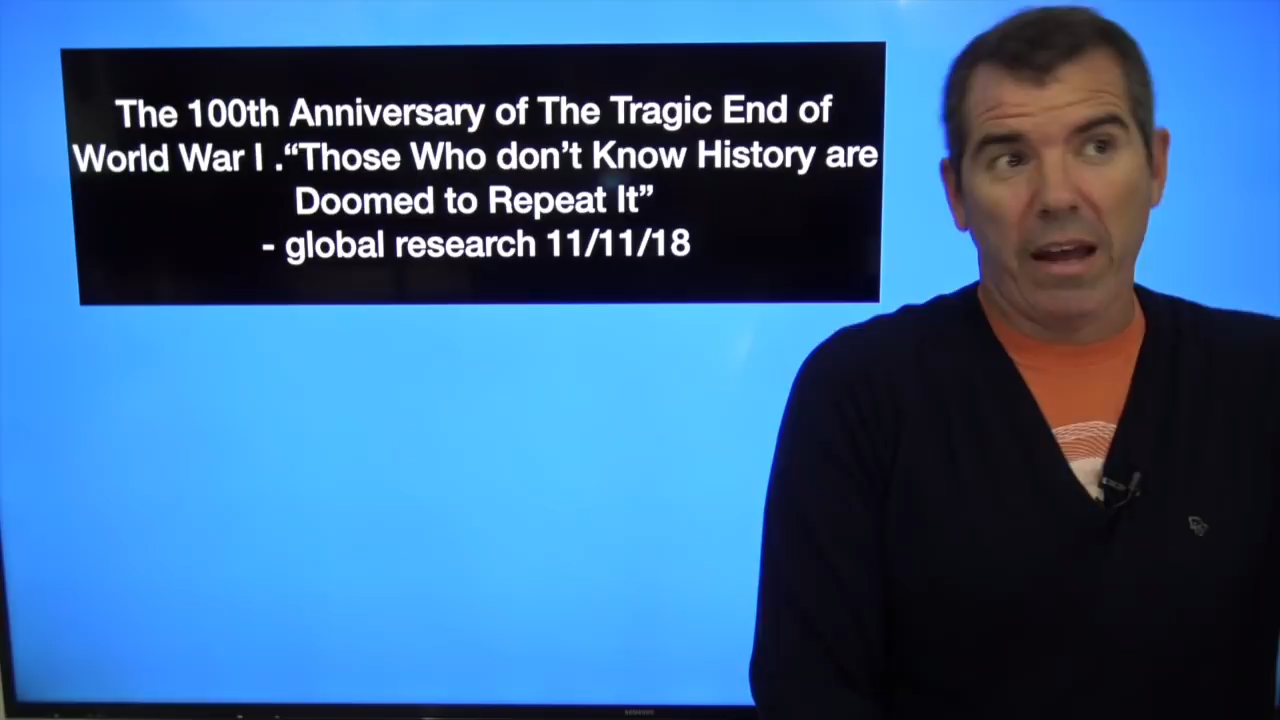 The 100th Anniversary of The Tragic End of
World War I .“Those Who don’t Know History are
Doomed to Repeat It”
- global research 11/11/18
SAMSUNG